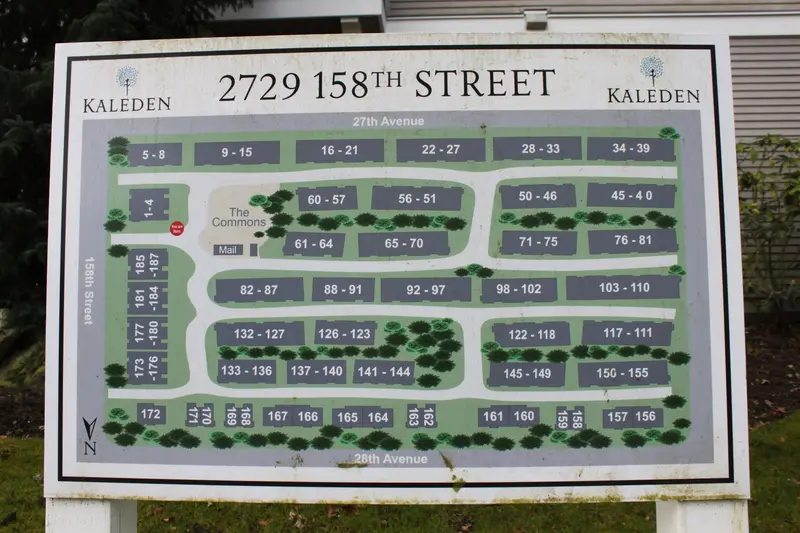 2729 158TH STREET
KALEDEN
KALEDEN
27th Avenue
5 - 8
9 - 15
16 - 21
22 - 27
28 - 33
34 - 39
1-4
You are Here
The
Commons
Mail
60 - 57
56 - 51
50 - 46
45 - 4 0
61 - 64
65 - 70
71 - 75
76 - 81
158th Street
185
-187
181
-184
177
-180
173
-176
82 - 87
88 - 91
92 - 97
98 - 102
103 - 110
132 - 127
126 - 123
122 - 118
117 - 111
133 - 136
137 - 140
141 - 144
145 - 149
150 - 155
172
171
170
169
168
167 166
165 164
163
162
161 160
159
158
157 156
N
28th Avenue